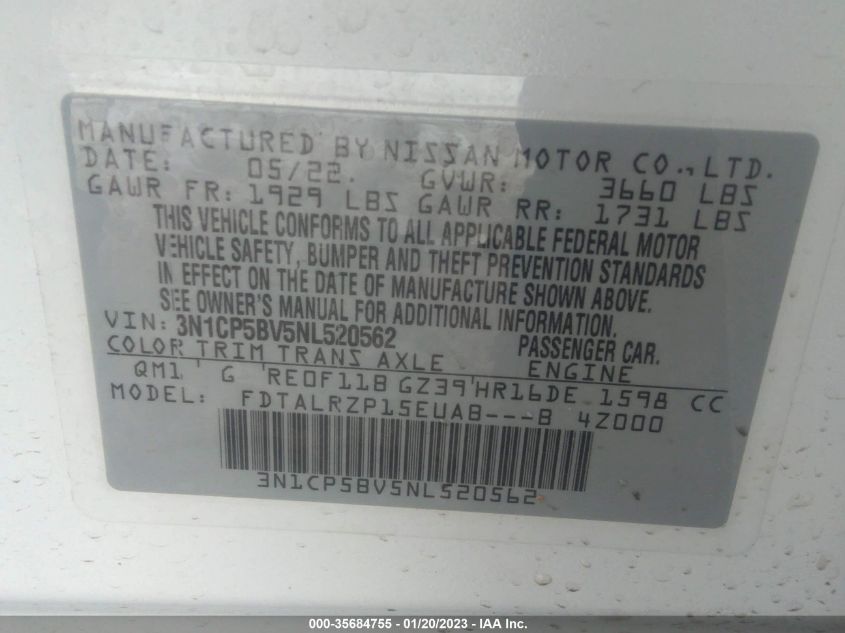 MANUFACTURED BY NISSAN MOTOR CO., LTD.
DATE: 05/22. GVWR: 3660 LBS
GAWR FR: 1929 LBS GAWR RR: 1731 LBS
THIS VEHICLE CONFORMS TO ALL APPLICABLE FEDERAL MOTOR
VEHICLE SAFETY, BUMPER AND THEFT PREVENTION STANDARDS
IN EFFECT ON THE DATE OF MANUFACTURE SHOWN ABOVE.
SEE OWNER'S MANUAL FOR ADDITIONAL INFORMATION.
VIN: 3N1CP5BV5NL520562 PASSENGER CAR.
COLOR TRIM TRANS AXLE ENGINE
QM1 G RE0F11B GZ39 HR16DE 1598 CC
MODEL: FDTALRZP15EUAB---B 4Z000
3N1CP5BV5NL520562
000-35684755 - 01/20/2023 - IAA Inc.